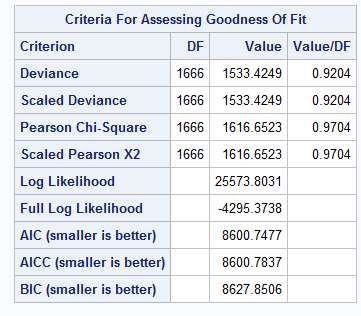 Criteria For Assessing Goodness Of Fit
Criterion DF Value Value/DF
Deviance 1666 1533.4249 0.9204
Scaled Deviance 1666 1533.4249 0.9204
Pearson Chi-Square 1666 1616.6523 0.9704
Scaled Pearson X2 1666 1616.6523 0.9704
Log Likelihood 25573.8031
Full Log Likelihood -4295.3738
AIC (smaller is better) 8600.7477
AICC (smaller is better) 8600.7837
BIC (smaller is better) 8627.8506